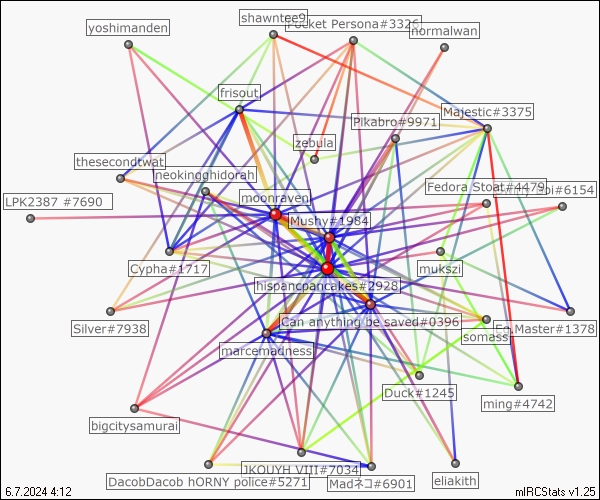 shawntee9
Pocket Persona#3326
yoshimanden
normalwan
frisout
Majestic#3375
Pikabro#9971
zebula
thesecondtwat
neokingghidorah
Fedora Stoat#4479
#6154
moonraven
LPK2387 #7690
Mushy#1984
Cypha#1717
mukszi
hispancpancakes#2928
Can anything be saved#0396
Silver#7938
Master#1378
somass
marcemadness
Duck#1245
ming#4742
bigcitysamurai
JKOUYH VIII#7034
DacobDacob hORNY police#5271
Madネコ#6901
eliakith
6.7.2024 4:12
mIRCStats v1.25